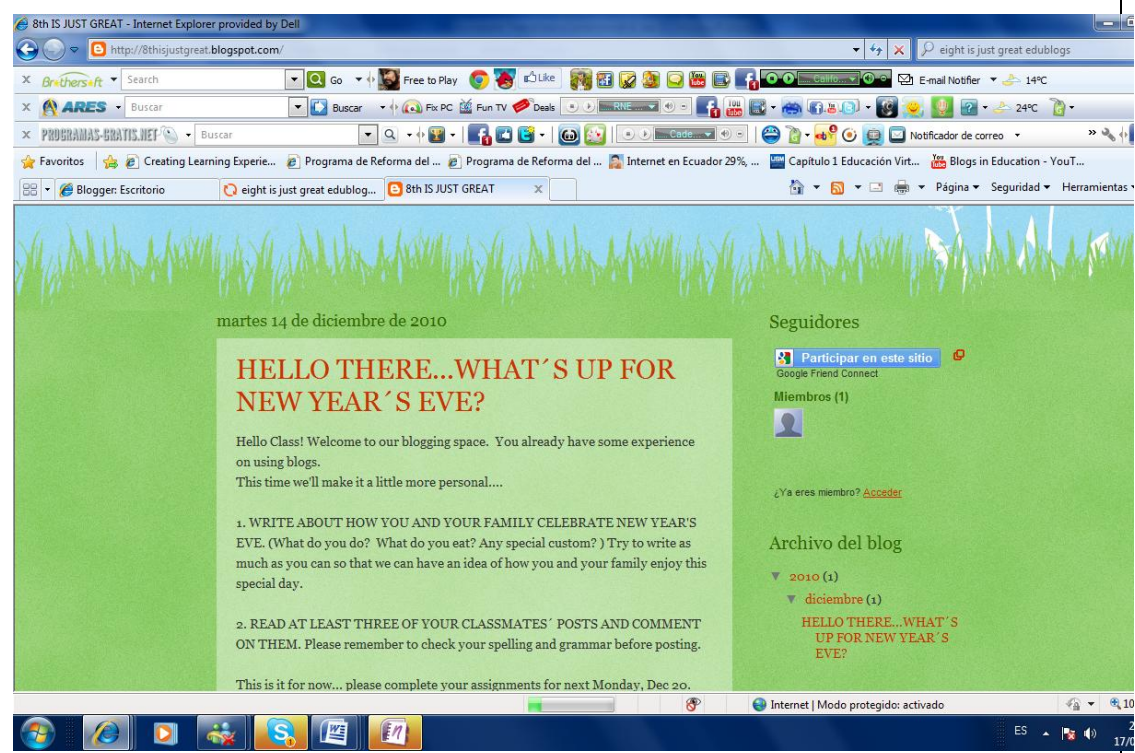 8th IS JUST GREAT - Internet Explorer provided by Dell
http://8thisjustgreat.blogspot.com/
eight is just great edublogs
Brothersoft Search Go Free to Play Like E-mail Notifier 14ºC
ARES Buscar Buscar Fix PC Fun TV Deals RNE 24ºC
PROGRAMAS-GRATIS.NET Buscar Cade... Notificador de correo
Favoritos Creating Learning Experie... Programa de Reforma del ... Programa de Reforma del ... Internet en Ecuador 29%, ... Capítulo 1 Educación Virt... Blogs in Education - YouT...
Blogger: Escritorio eight is just great edublog... 8th IS JUST GREAT Página Seguridad Herramientas
martes 14 de diciembre de 2010
HELLO THERE...WHAT´S UP FOR
NEW YEAR´S EVE?
Hello Class! Welcome to our blogging space. You already have some experience
on using blogs.
This time we'll make it a little more personal....
1. WRITE ABOUT HOW YOU AND YOUR FAMILY CELEBRATE NEW YEAR'S
EVE. (What do you do? What do you eat? Any special custom? ) Try to write as
much as you can so that we can have an idea of how you and your family enjoy this
special day.
2. READ AT LEAST THREE OF YOUR CLASSMATES´ POSTS AND COMMENT
ON THEM. Please remember to check your spelling and grammar before posting.
This is it for now... please complete your assignments for next Monday, Dec 20.
Seguidores
Participar en este sitio
Google Friend Connect
Miembros (1)
¿Ya eres miembro? Acceder
Archivo del blog
2010 (1)
diciembre (1)
HELLO THERE...WHAT´S
UP FOR NEW YEAR´S
EVE?
Internet | Modo protegido: activado 10
ES 2
17/0